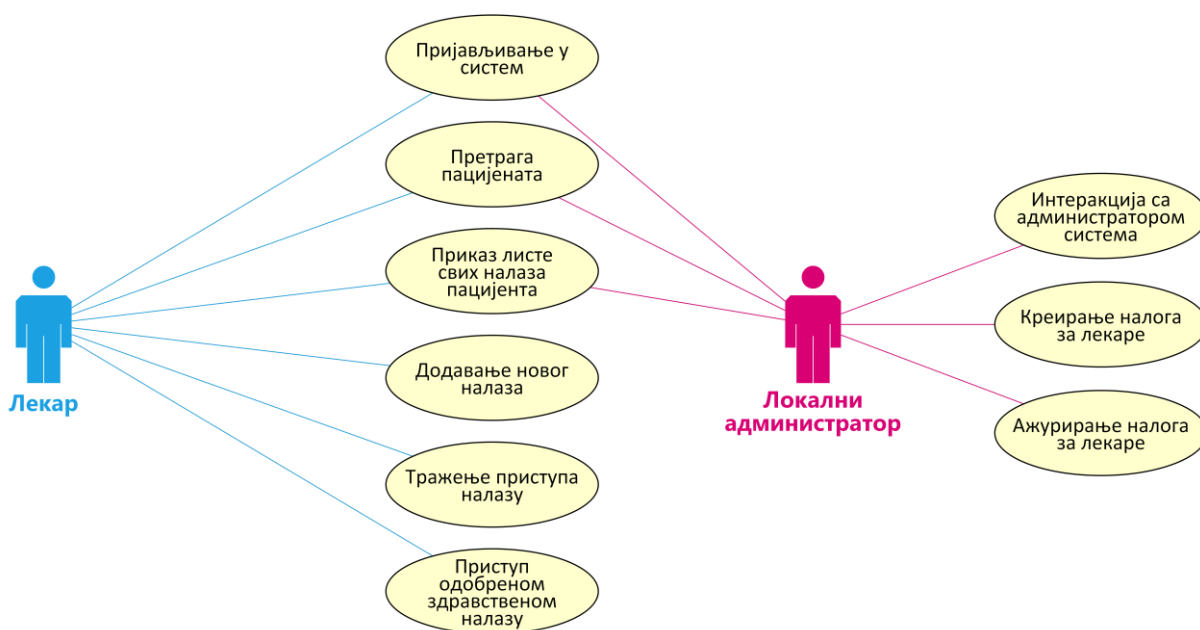 Пријављивање у
систем
Претрага
пацијената
Приказ листе
свих налаза
пацијента
Додавање новог
налаза
Тражење приступа
налазу
Приступ
одобреном
здравственом
налазу
Лекар
Локални
администратор
Интеракција са
администратором
система
Креирање налога
за лекаре
Ажурирање налога
за лекаре